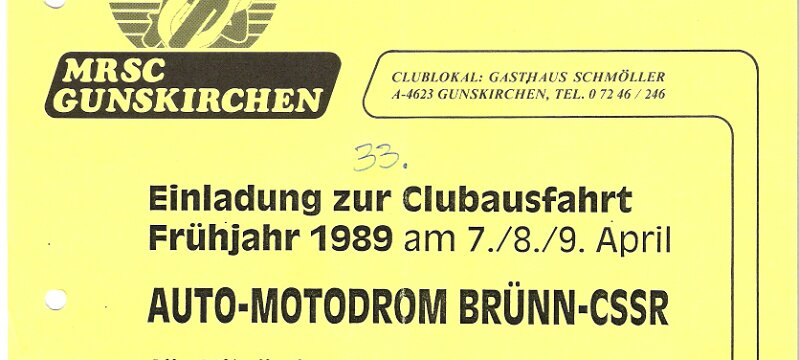 MRSC
GUNSKIRCHEN
CLUBLOKAL: GASTHAUS SCHMÖLLER
A-4623 GUNSKIRCHEN, TEL. 0 72 46 / 246
33.
Einladung zur Clubausfahrt
Frühjahr 1989 am 7./8./9. April
AUTO-MOTODROM BRÜNN-CSSR